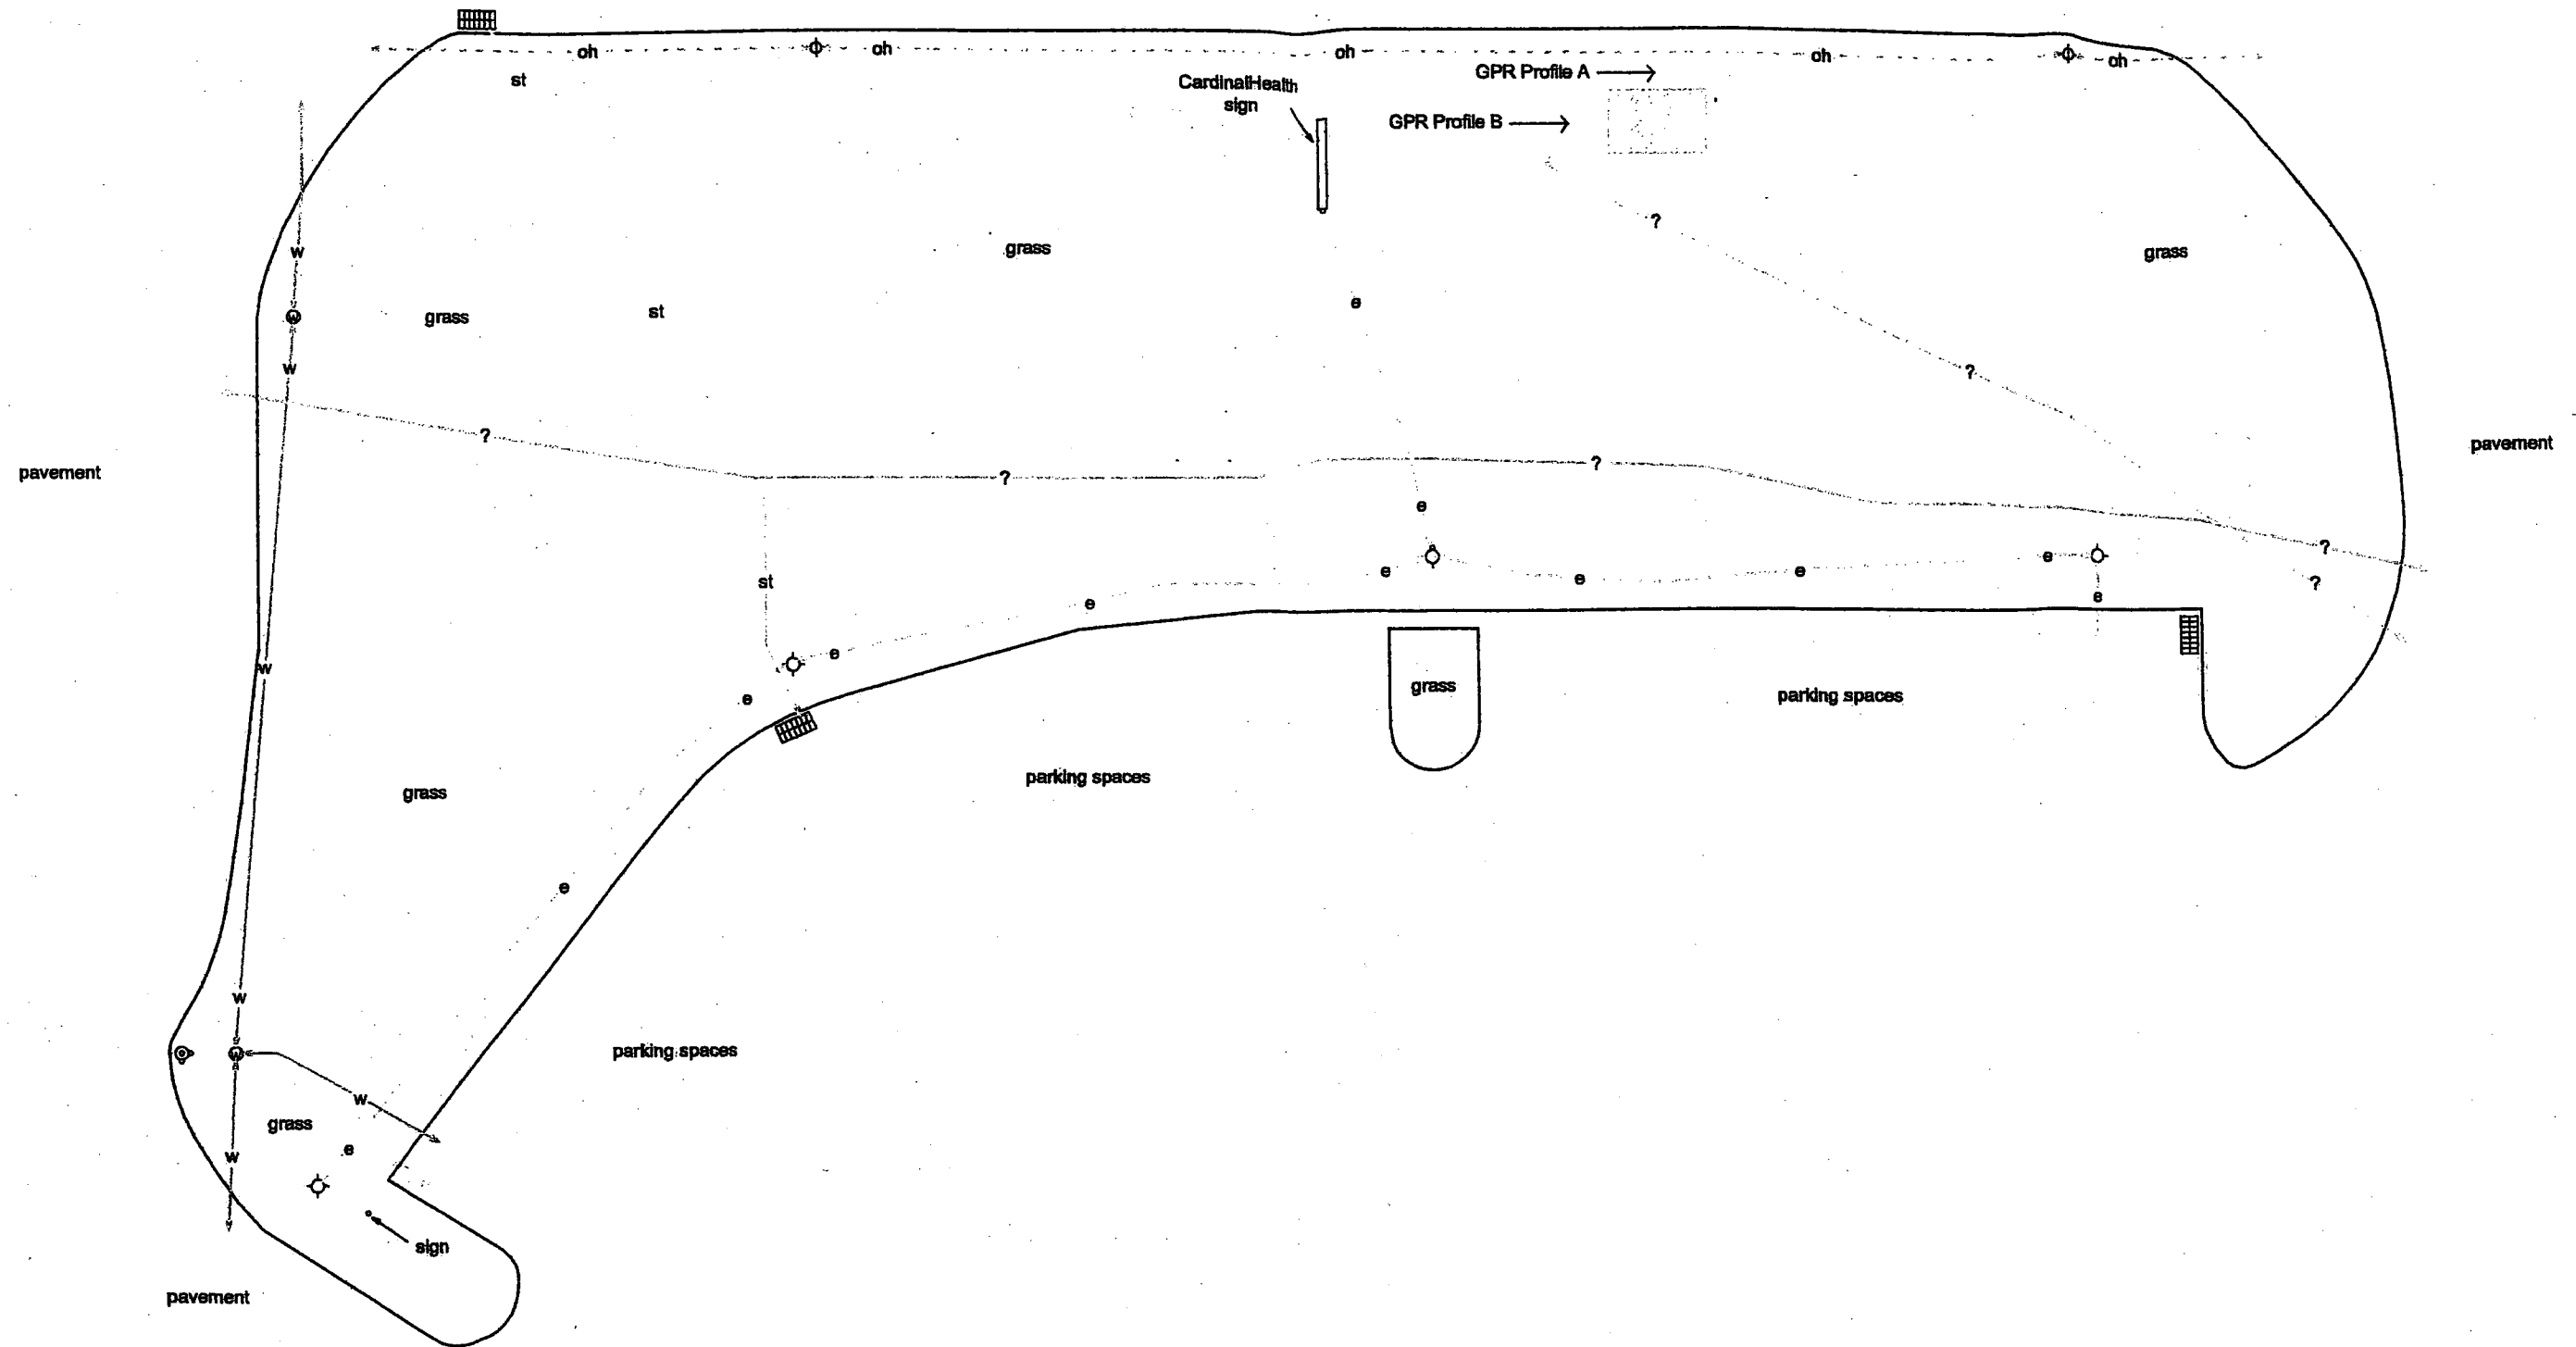 oh
oh
oh
oh
oh
st
GPR Profile A
CardinalHealth
sign
GPR Profile B
?
w
grass
grass
e
w
grass
st
w
?
?
pavement
?
?
pavement
e
?
e
e
e
e
?
st
e
e
w
e
e
grass
parking spaces
parking spaces
grass
e
w
w
parking spaces
w
grass
e
w
sign
pavement